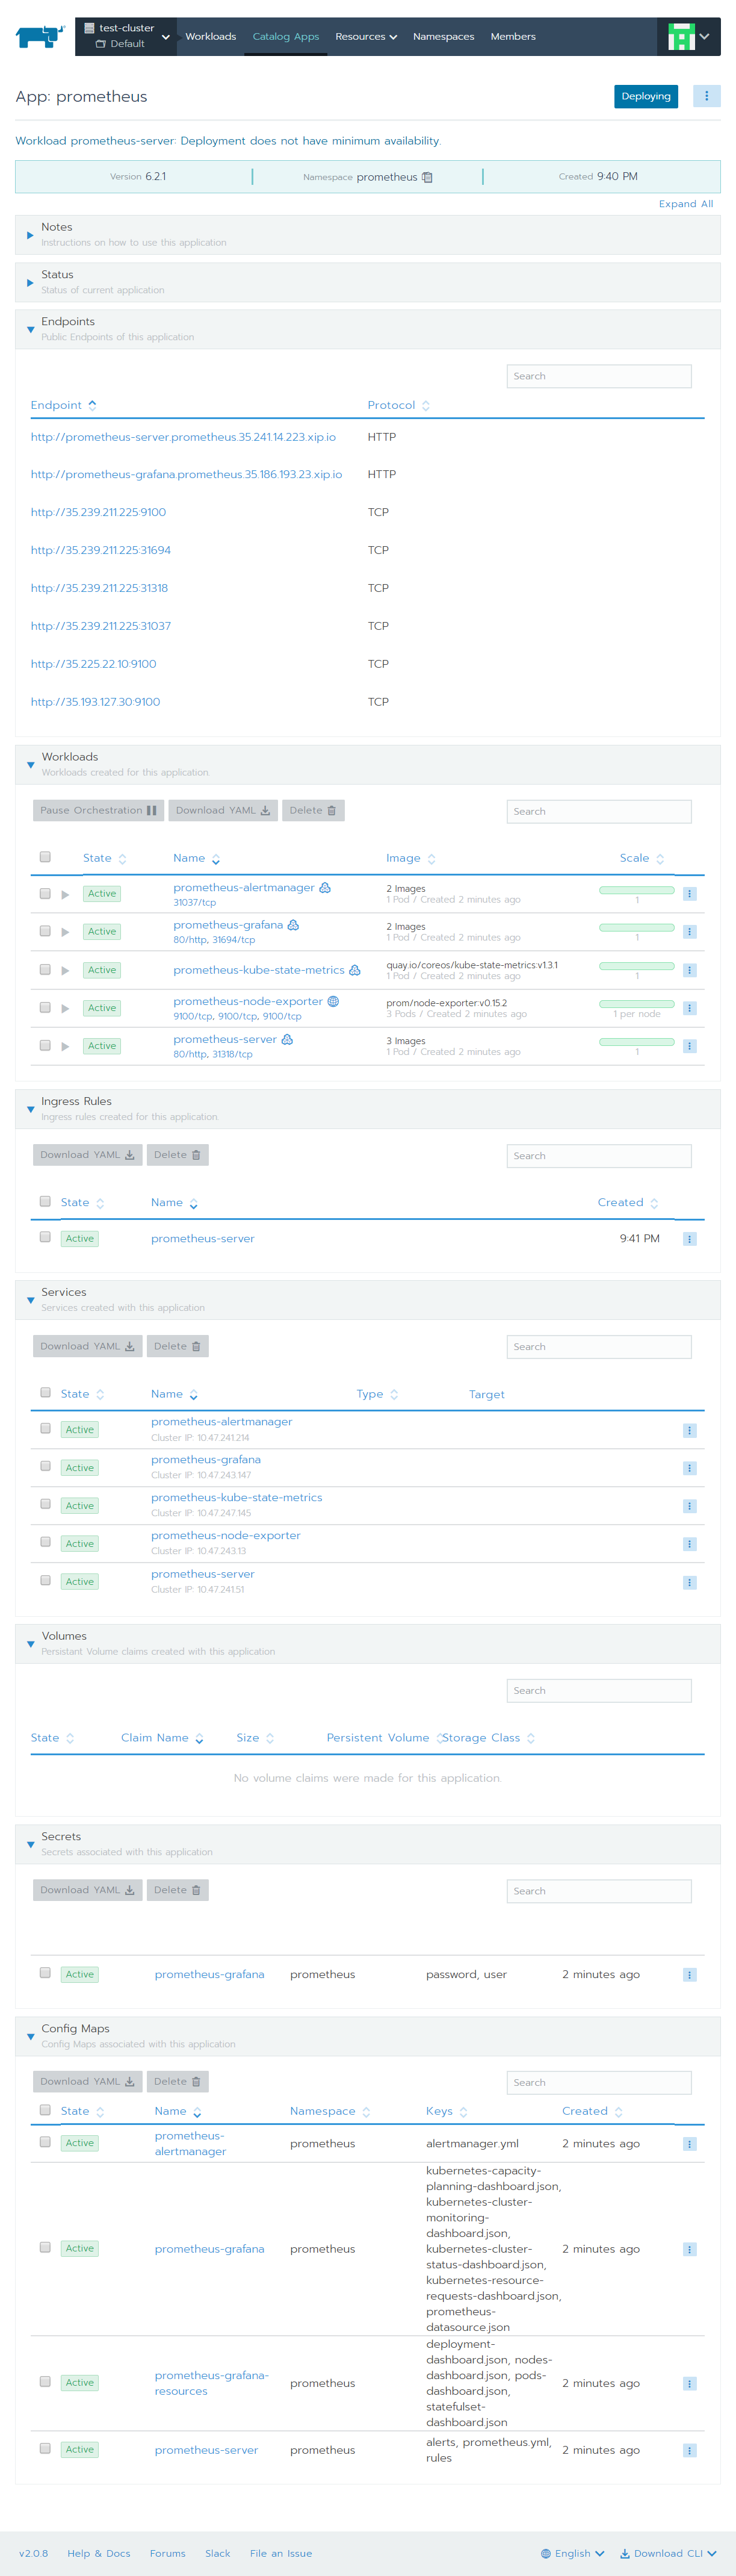 test-cluster
Default
Workloads Catalog Apps Resources Namespaces Members
App: prometheus
Deploying
Workload prometheus-server: Deployment does not have minimum availability.
Version 6.2.1 Namespace prometheus Created 9:40 PM
Expand All
Notes
Instructions on how to use this application
Status
Status of current application
Endpoints
Public Endpoints of this application
Search
Endpoint Protocol
http://prometheus-server.prometheus.35.241.14.223.xip.io HTTP
http://prometheus-grafana.prometheus.35.186.193.23.xip.io HTTP
http://35.239.211.225:9100 TCP
http://35.239.211.225:31694 TCP
http://35.239.211.225:31318 TCP
http://35.239.211.225:31037 TCP
http://35.225.22.10:9100 TCP
http://35.193.127.30:9100 TCP
Workloads
Workloads created for this application.
Pause Orchestration Download YAML Delete Search
State Name Image Scale
Active prometheus-alertmanager 2 Images
31037/tcp 1 Pod / Created 2 minutes ago 1
Active prometheus-grafana 2 Images
80/http, 31694/tcp 1 Pod / Created 2 minutes ago 1
Active prometheus-kube-state-metrics quay.io/coreos/kube-state-metrics:v1.3.1
1 Pod / Created 2 minutes ago 1
Active prometheus-node-exporter prom/node-exporter:v0.15.2
9100/tcp, 9100/tcp, 9100/tcp 3 Pods / Created 2 minutes ago 1 per node
Active prometheus-server 3 Images
80/http, 31318/tcp 1 Pod / Created 2 minutes ago 1
Ingress Rules
Ingress rules created for this application.
Download YAML Delete Search
State Name Created
Active prometheus-server 9:41 PM
Services
Services created with this application
Download YAML Delete Search
State Name Type Target
Active prometheus-alertmanager
Cluster IP: 10.47.241.214
Active prometheus-grafana
Cluster IP: 10.47.243.147
Active prometheus-kube-state-metrics
Cluster IP: 10.47.247.145
Active prometheus-node-exporter
Cluster IP: 10.47.243.13
Active prometheus-server
Cluster IP: 10.47.241.51
Volumes
Persistant Volume claims created with this application
Search
State Claim Name Size Persistent Volume Storage Class
No volume claims were made for this application.
Secrets
Secrets associated with this application
Download YAML Delete Search
Active prometheus-grafana prometheus password, user 2 minutes ago
Config Maps
Config Maps associated with this application
Download YAML Delete Search
State Name Namespace Keys Created
Active prometheus-
alertmanager prometheus alertmanager.yml 2 minutes ago
kubernetes-capacity-
planning-dashboard.json,
kubernetes-cluster-
monitoring-
dashboard.json,
Active prometheus-grafana prometheus kubernetes-cluster- 2 minutes ago
status-dashboard.json,
kubernetes-resource-
requests-dashboard.json,
prometheus-
datasource.json
deployment-
dashboard.json, nodes-
Active prometheus-grafana-
resources prometheus dashboard.json, pods- 2 minutes ago
dashboard.json,
statefulset-
dashboard.json
Active prometheus-server prometheus alerts, prometheus.yml, 2 minutes ago
rules
v2.0.8 Help & Docs Forums Slack File an Issue English Download CLI